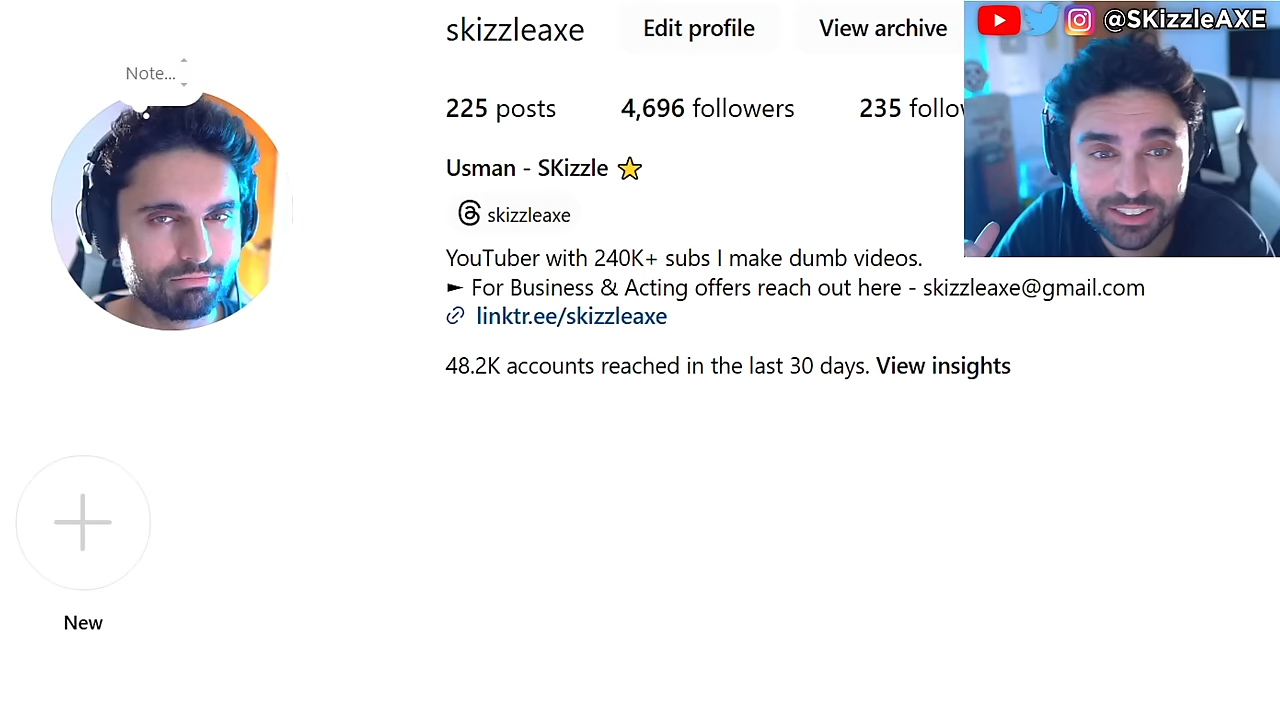 skizzleaxe Edit profile View archive
@SKizzleAXE
Note...
225 posts 4,696 followers 235 follo
Usman - SKizzle ⭐
skizzleaxe
YouTuber with 240K+ subs I make dumb videos.
► For Business & Acting offers reach out here - skizzleaxe@gmail.com
linktr.ee/skizzleaxe
48.2K accounts reached in the last 30 days. View insights
New